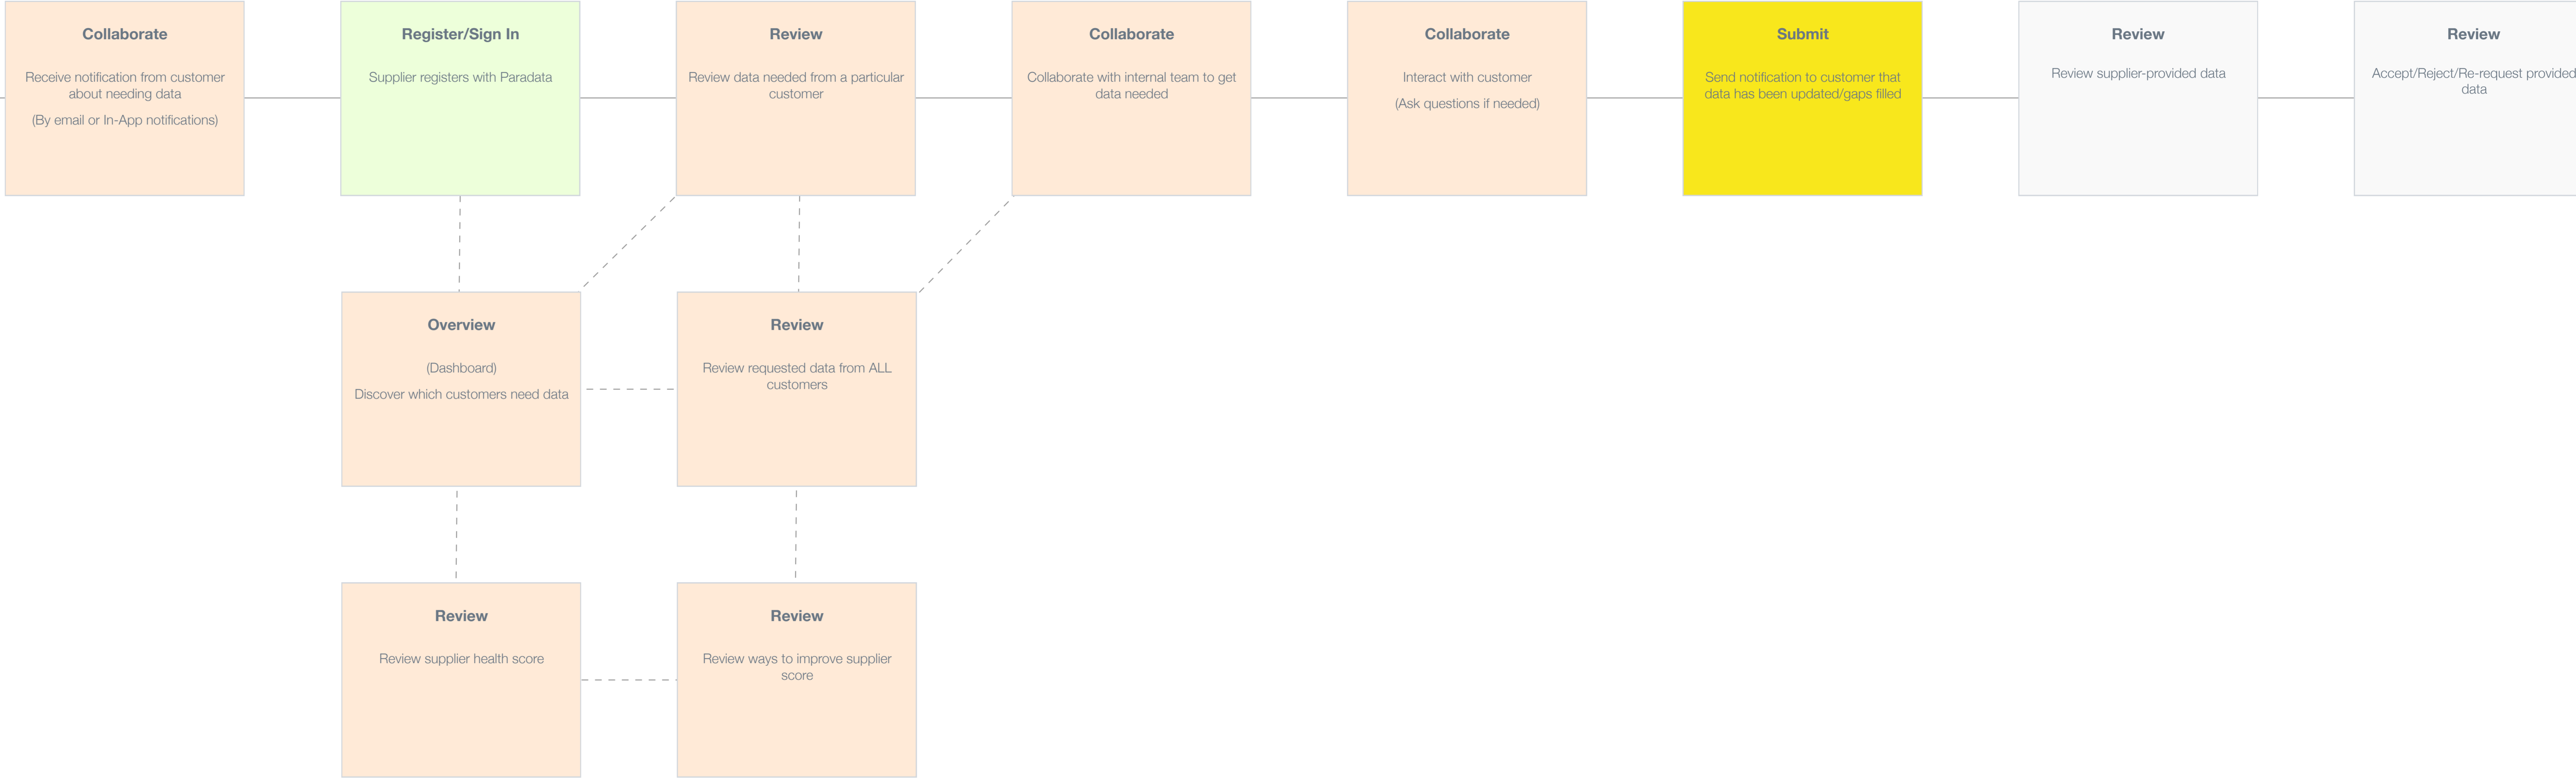 Collaborate
Receive notification from customer
about needing data
(By email or In-App notifications)
Register/Sign In
Supplier registers with Paradata
Review
Review data needed from a particular
customer
Collaborate
Collaborate with internal team to get
data needed
Collaborate
Interact with customer
(Ask questions if needed)
Submit
Send notification to customer that
data has been updated/gaps filled
Review
Review supplier-provided data
Review
Accept/Reject/Re-request provided
data
Overview
(Dashboard)
Discover which customers need data
Review
Review requested data from ALL
customers
Review
Review supplier health score
Review
Review ways to improve supplier
score